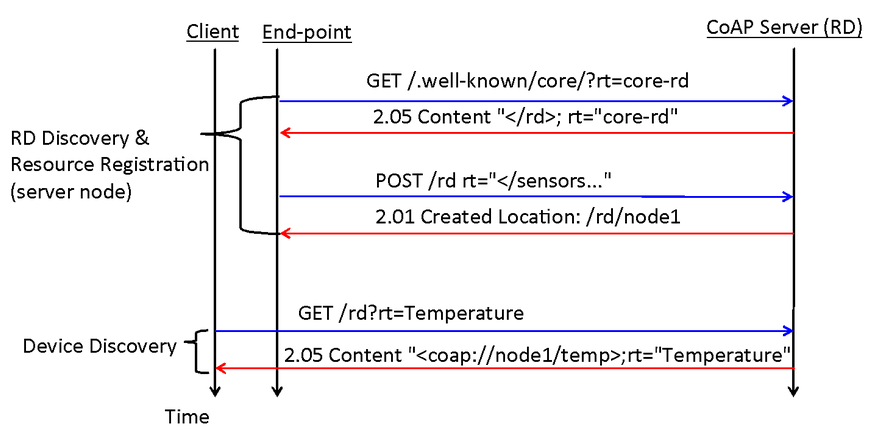 Client End-point CoAP Server (RD)
GET /.well-known/core/?rt=core-rd
2.05 Content "</rd>; rt="core-rd"
RD Discovery &
Resource Registration
(server node)
POST /rd rt="</sensors..."
2.01 Created Location: /rd/node1
GET /rd?rt=Temperature
Device Discovery
2.05 Content "<coap://node1/temp>;rt="Temperature"
Time